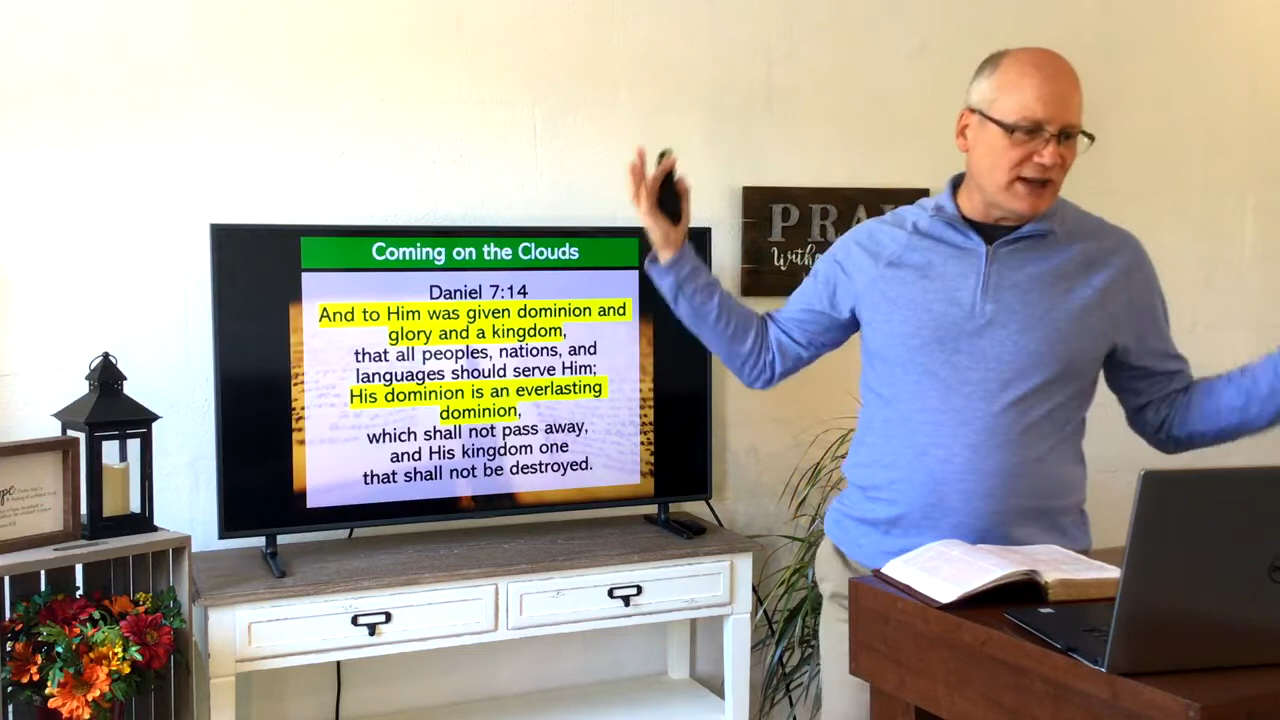 Coming on the Clouds
Daniel 7:14
And to Him was given dominion and
glory and a kingdom,
that all peoples, nations, and
languages should serve Him;
His dominion is an everlasting
dominion,
which shall not pass away,
and His kingdom one
that shall not be destroyed.
PRA